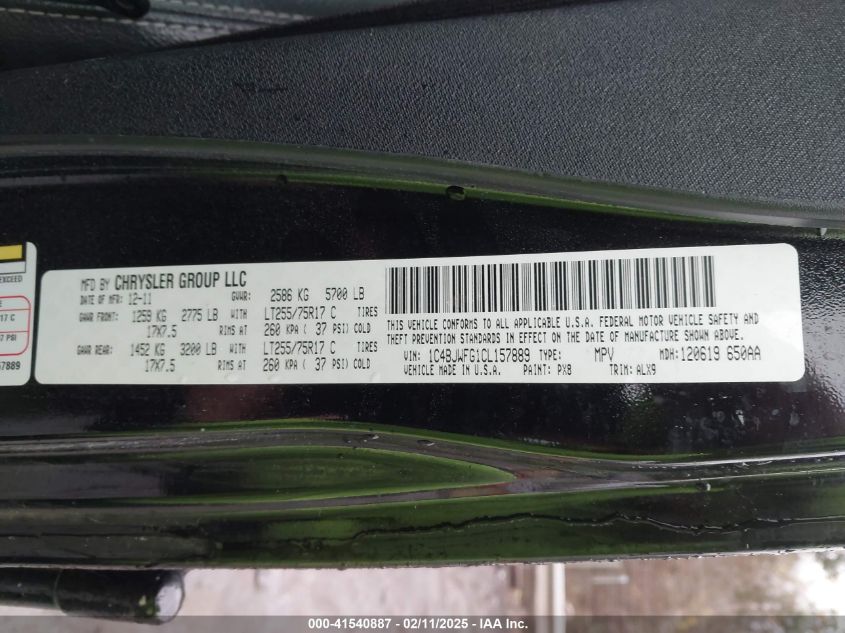 EXCEED
17 C
7 PSI
157889
MFD BY CHRYSLER GROUP LLC
DATE OF MFR: 12-11 GVWR: 2586 KG 5700 LB
GAWR FRONT: 1259 KG 2775 LB WITH LT255/75R17 C TIRES
17X7.5 RIMS AT 260 KPA ( 37 PSI) COLD
GAWR REAR: 1452 KG 3200 LB WITH LT255/75R17 C TIRES
17X7.5 RIMS AT 260 KPA ( 37 PSI) COLD
THIS VEHICLE CONFORMS TO ALL APPLICABLE U.S.A. FEDERAL MOTOR VEHICLE SAFETY AND
THEFT PREVENTION STANDARDS IN EFFECT ON THE DATE OF MANUFACTURE SHOWN ABOVE.
VIN: 1C4BJWFG1CL157889 TYPE: MPV MDH: 120619 650AA
VEHICLE MADE IN U.S.A. PAINT: PX8 TRIM: ALX9
000-41540887 - 02/11/2025 - IAA Inc.